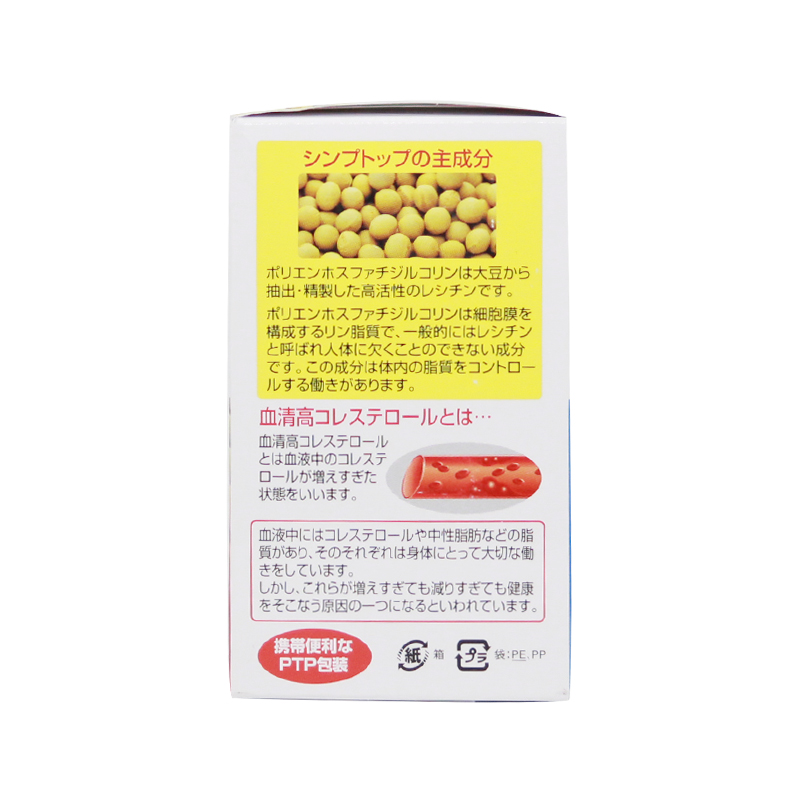 シンプトップの主成分
ポリエンホスファチジルコリンは大豆から
抽出・精製した高活性のレシチンです。
ポリエンホスファチジルコリンは細胞膜を
構成するリン脂質で、一般的にはレシチン
と呼ばれ人体に欠くことのできない成分
です。この成分は体内の脂質をコントロー
ルする働きがあります。
血清高コレステロールとは…
血清高コレステロール
とは血液中のコレステ
ロールが増えすぎた
状態をいいます。
血液中にはコレステロールや中性脂肪などの脂
質があり、そのそれぞれは身体にとって大切な働
きをしています。
しかし、これらが増えすぎても減りすぎても健康
をそこなう原因の一つになるといわれています。
携帯便利な
PTP包装
紙 箱 プラ 袋:PE,PP